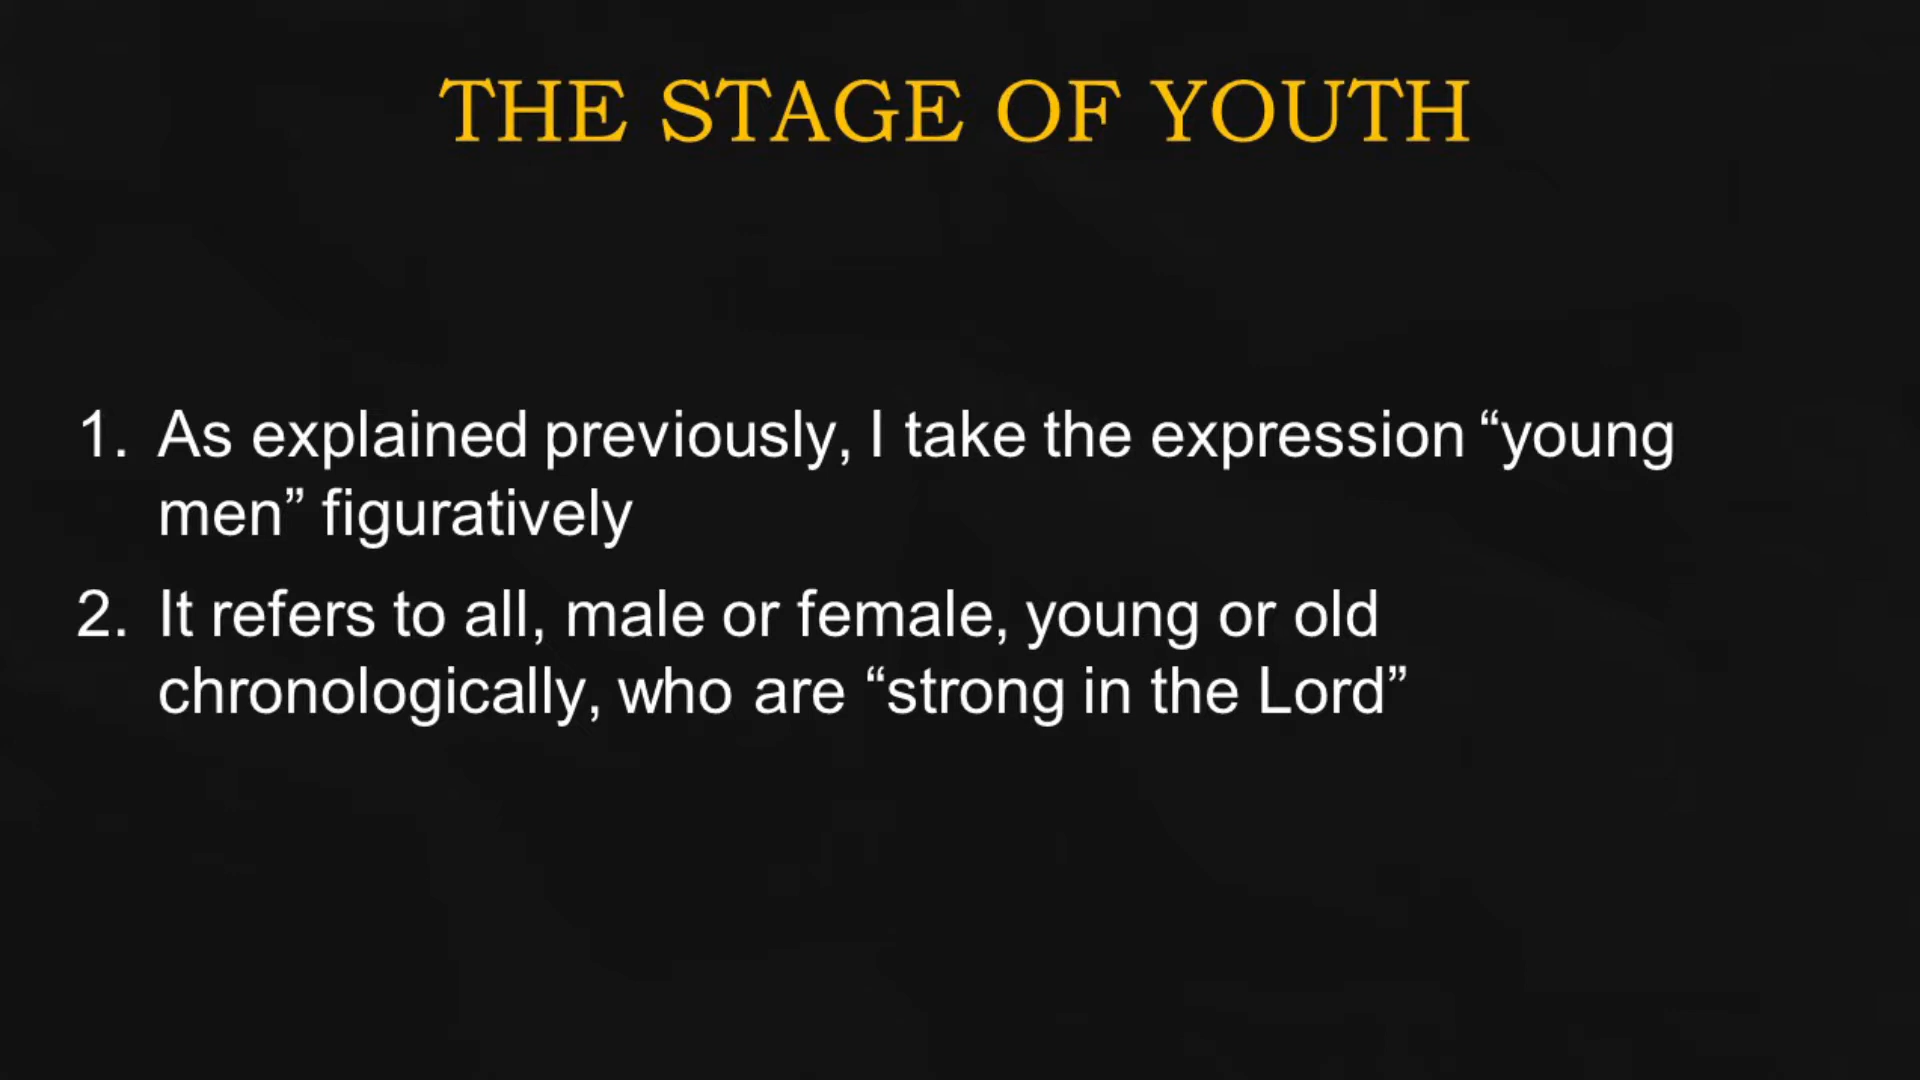 THE STAGE OF YOUTH
1. As explained previously, I take the expression “young
men” figuratively
2. It refers to all, male or female, young or old
chronologically, who are “strong in the Lord”